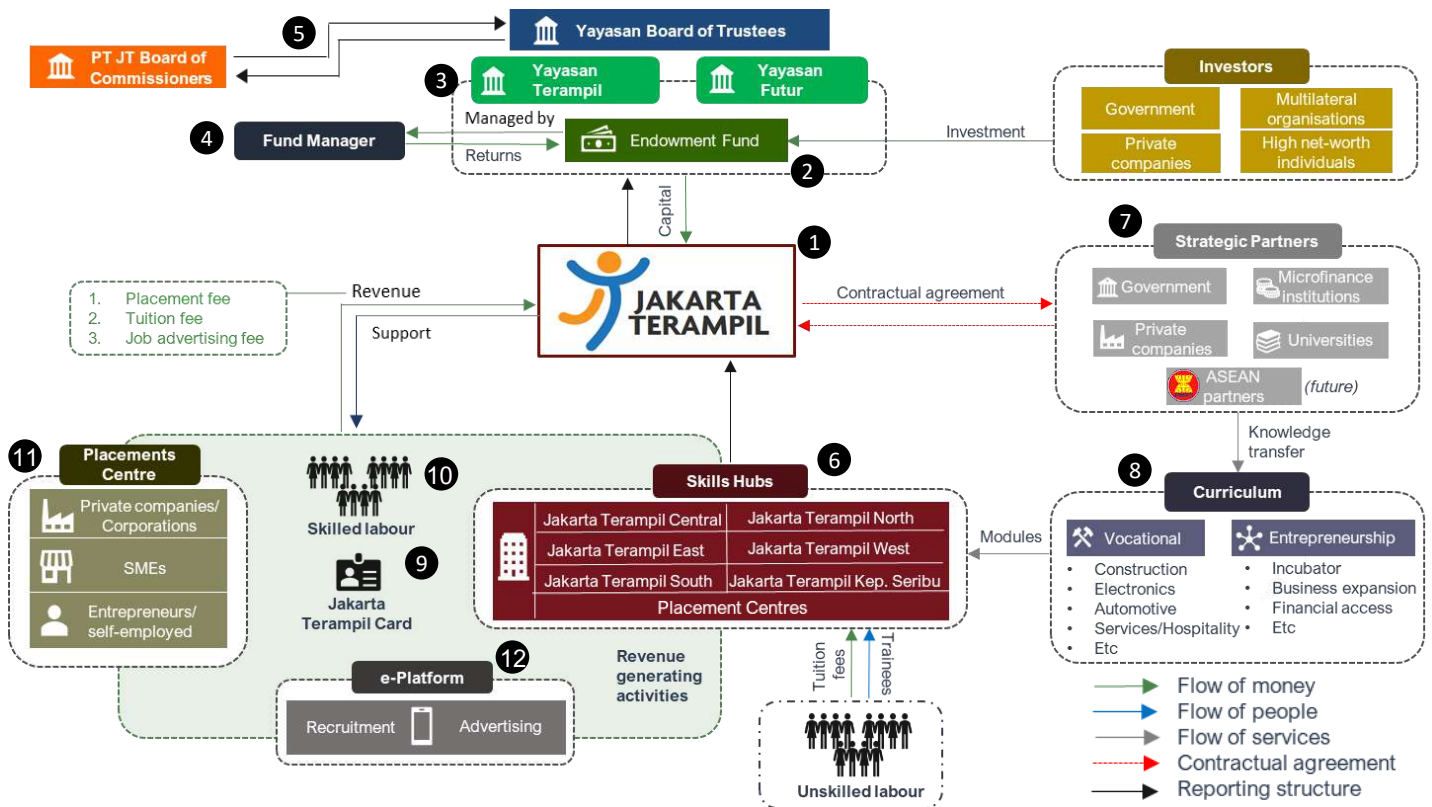 5
Yayasan Board of Trustees
PT JT Board of
Commissioners
3
Yayasan
Terampil
Yayasan
Futur
Investors
Government
Multilateral
organisations
Private
companies
High net-worth
individuals
4
Fund Manager
Managed by
Returns
Endowment Fund
Investment
2
Capital
1
JAKARTA
TERAMPIL
7
Strategic Partners
Government
Microfinance
institutions
Private
companies
Universities
ASEAN
partners
(future)
Contractual agreement
1. Placement fee
2. Tuition fee
3. Job advertising fee
Revenue
Support
Knowledge
transfer
11
Placements
Centre
Private companies/
Corporations
SMEs
Entrepreneurs/
self-employed
10
Skilled labour
9
Jakarta
Terampil Card
6
Skills Hubs
Jakarta Terampil Central
Jakarta Terampil North
Jakarta Terampil East
Jakarta Terampil West
Jakarta Terampil South
Jakarta Terampil Kep. Seribu
Placement Centres
Modules
8
Curriculum
Vocational
• Construction
• Electronics
• Automotive
• Services/Hospitality
• Etc
Entrepreneurship
• Incubator
• Business expansion
• Financial access
• Etc
12
e-Platform
Recruitment
Advertising
Revenue
generating
activities
Tuition
fees
Trainees
Unskilled labour
Flow of money
Flow of people
Flow of services
Contractual agreement
Reporting structure